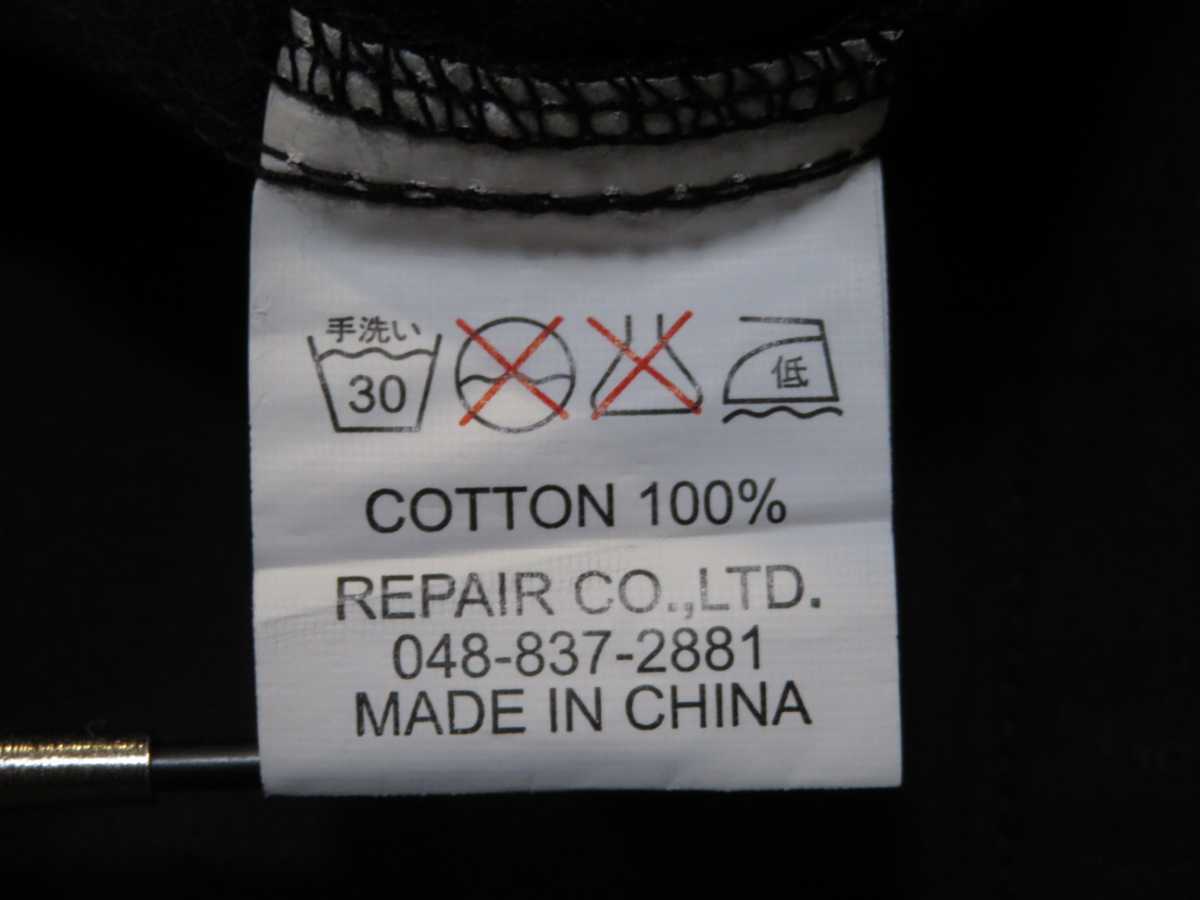 手洗い
30
低
COTTON 100%
REPAIR CO.,LTD.
048-837-2881
MADE IN CHINA